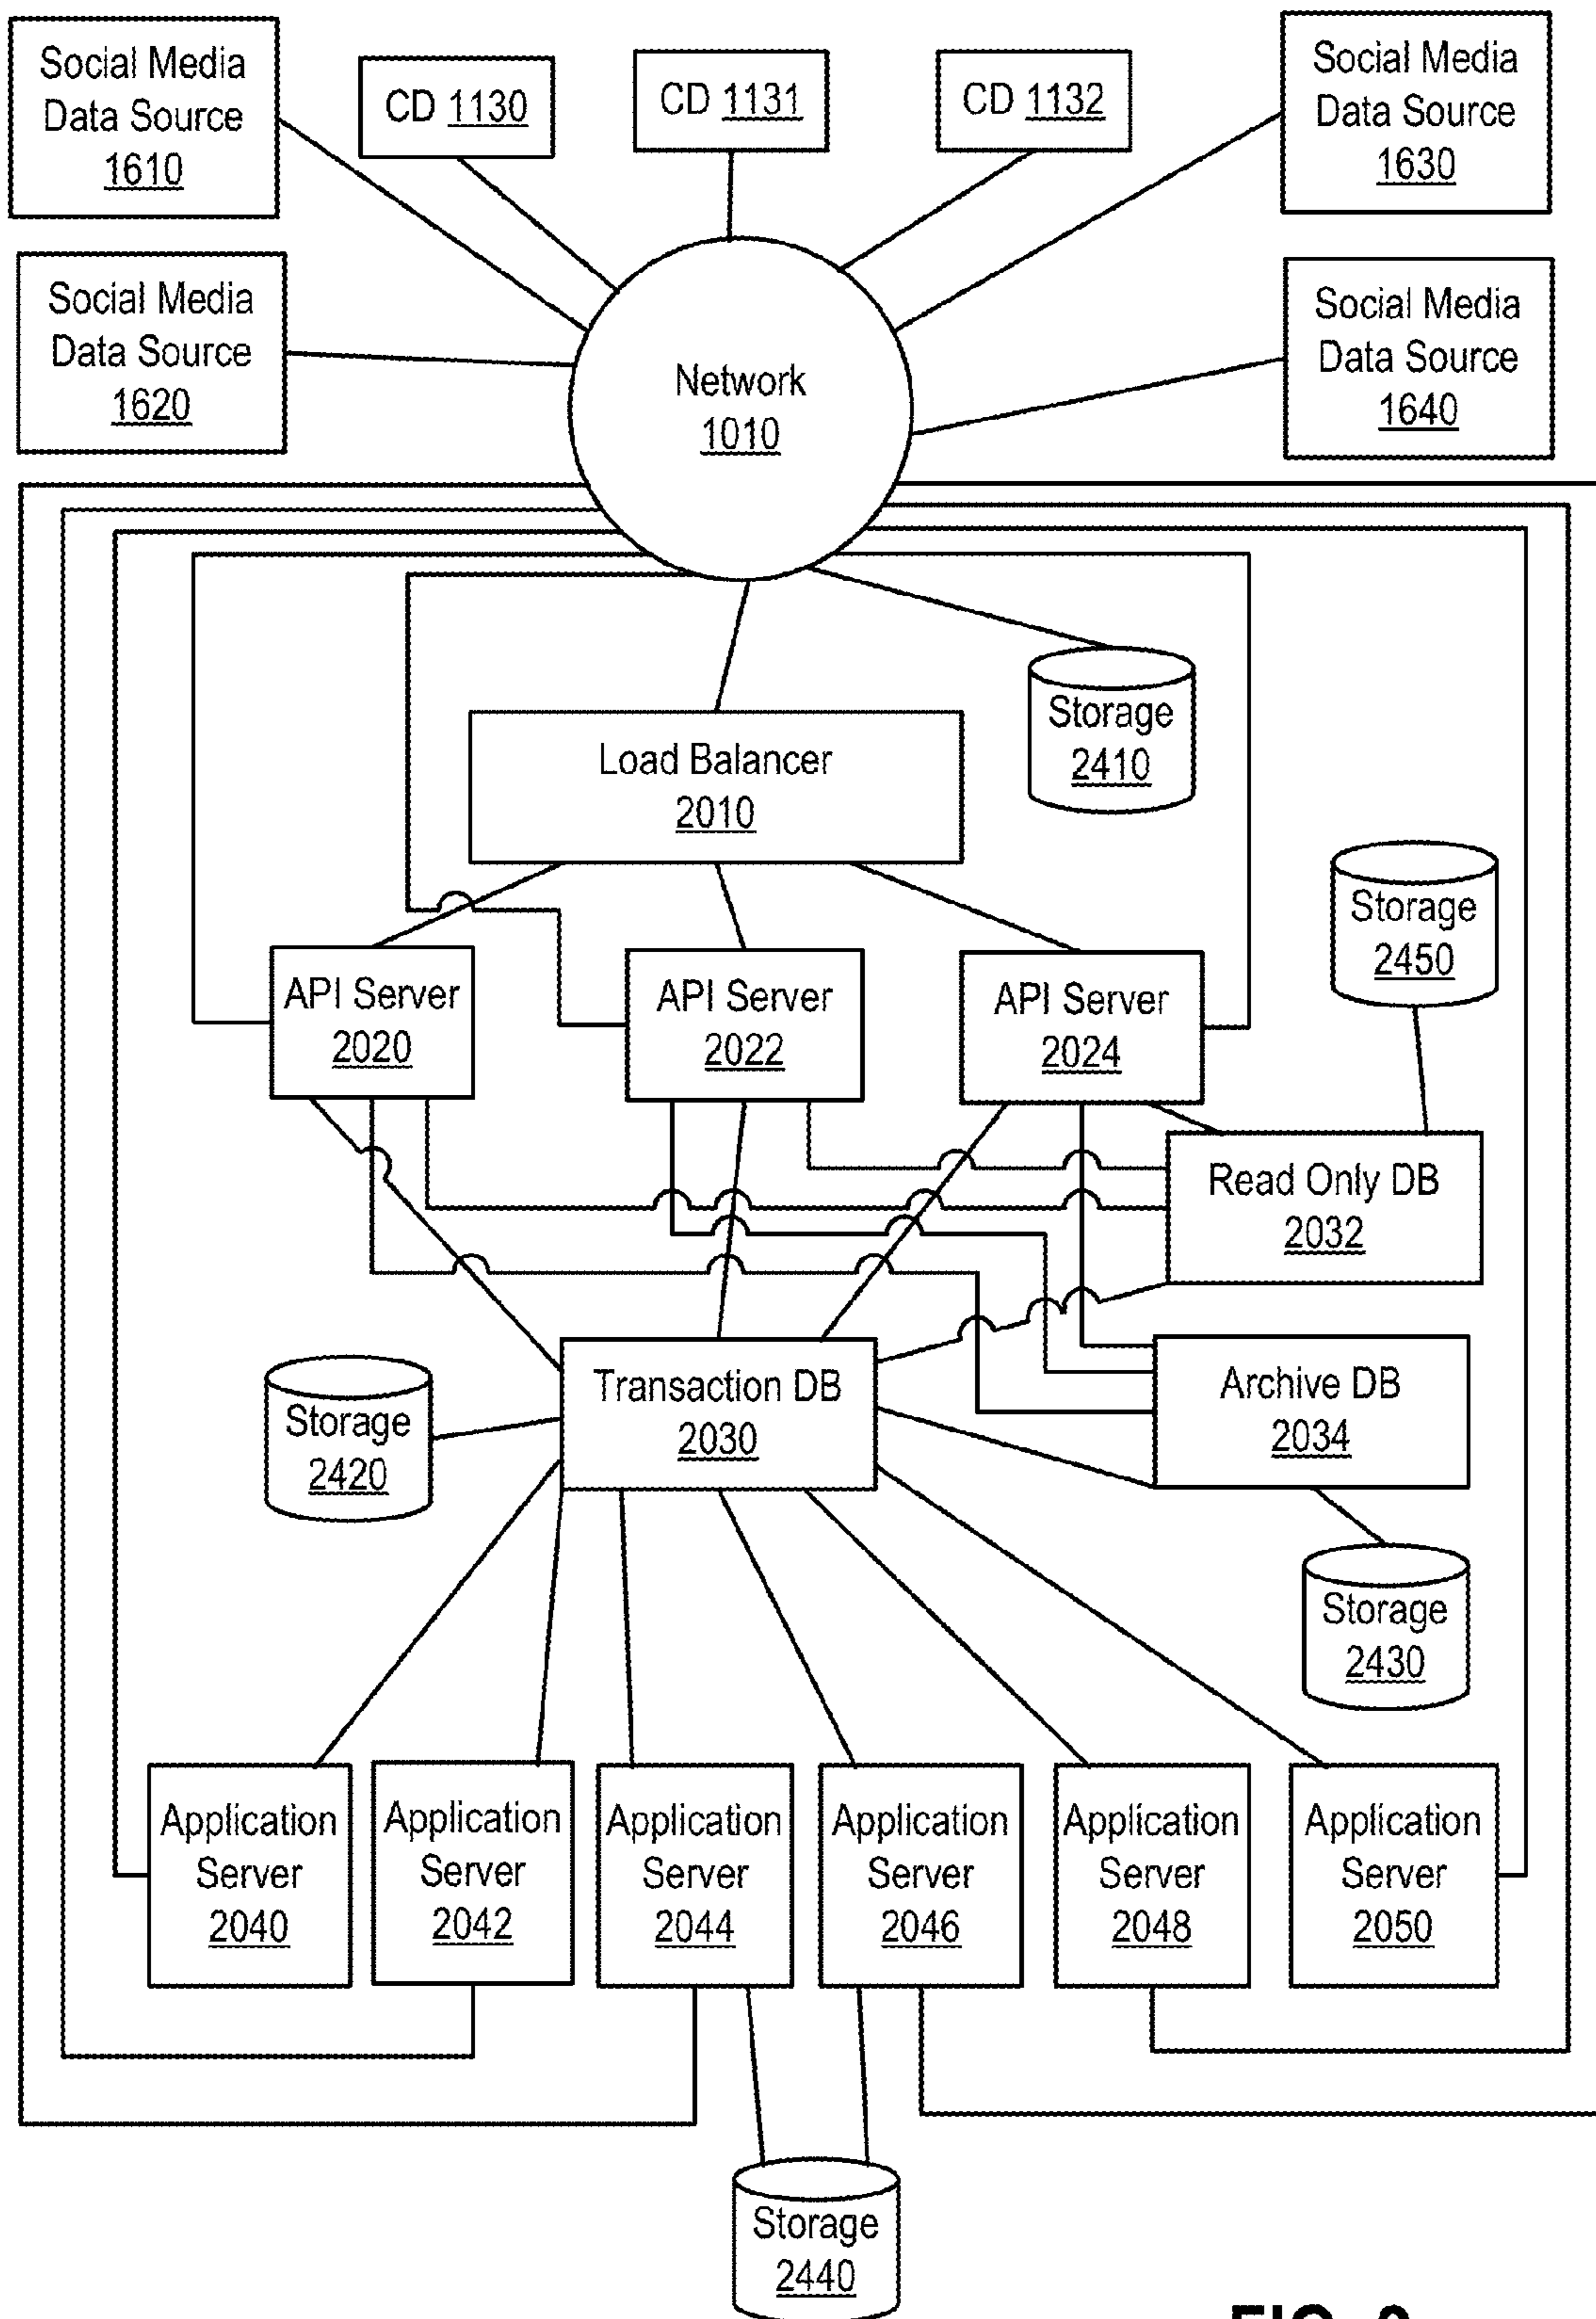 Social Media
Data Source
1610
CD 1130
CD 1131
CD 1132
Social Media
Data Source
1630
Social Media
Data Source
1620
Network
1010
Social Media
Data Source
1640
Load Balancer
2010
Storage
2410
Storage
2450
API Server
2020
API Server
2022
API Server
2024
Read Only DB
2032
Transaction DB
2030
Archive DB
2034
Storage
2420
Storage
2430
Application
Server
2040
Application
Server
2042
Application
Server
2044
Application
Server
2046
Application
Server
2048
Application
Server
2050
Storage
2440